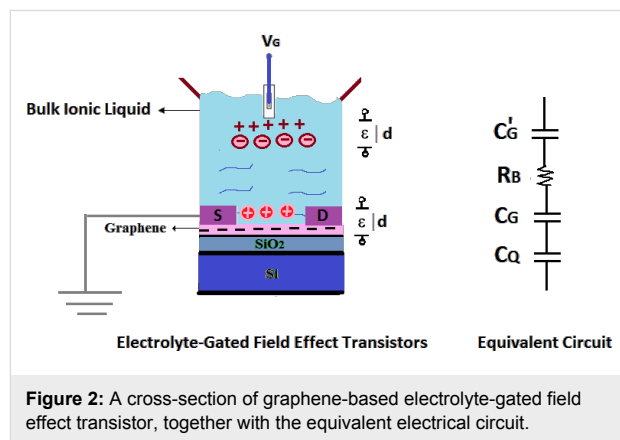 VG
Bulk Ionic Liquid
+ + + + +
ε | d
S
D
ε | d
Graphene
SiO2
Si
C'G
RB
CG
CQ
Electrolyte-Gated Field Effect Transistors
Equivalent Circuit
Figure 2: A cross-section of graphene-based electrolyte-gated field
effect transistor, together with the equivalent electrical circuit.